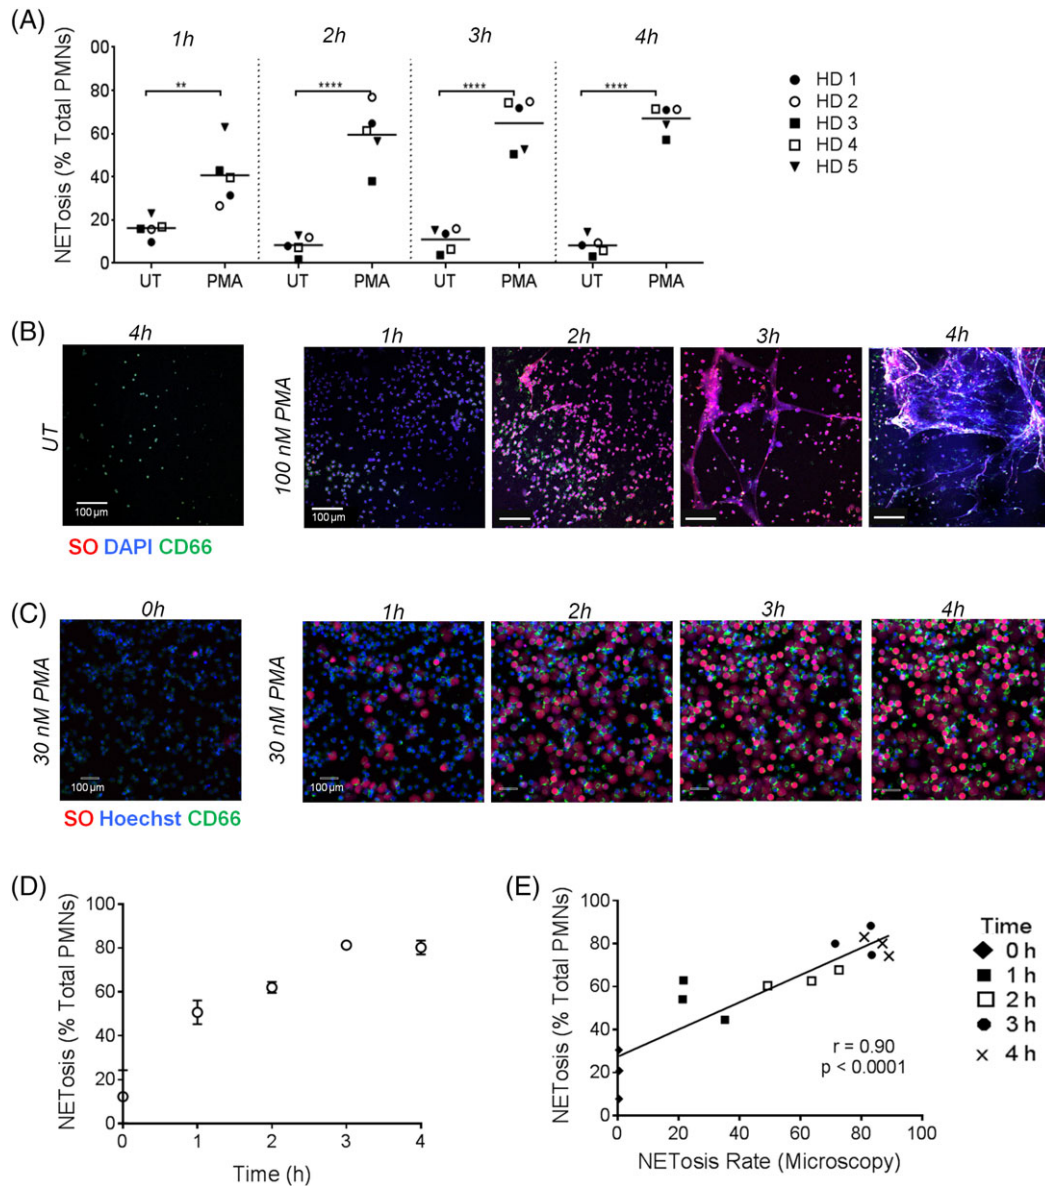 (A)
1h 2h 3h 4h
NETosis (% Total PMNs)
00
80
60
40
20
0
** **** **** ****
UT PMA UT PMA UT PMA UT PMA
HD 1
HD 2
HD 3
HD 4
HD 5
(B)
4h 1h 2h 3h 4h
UT
100 nM PMA
100 µm
100 µm
SO DAPI CD66
(C)
0h 1h 2h 3h 4h
30 nM PMA
30 nM PMA
100 µm
100 µm
SO Hoechst CD66
(D)
NETosis (% Total PMNs)
100
80
60
40
20
0
0 1 2 3 4
Time (h)
(E)
NETosis (% Total PMNs)
100
80
60
40
20
0
r = 0.90
p < 0.0001
0 20 40 60 80 100
NETosis Rate (Microscopy)
Time
0 h
1 h
2 h
3 h
4 h